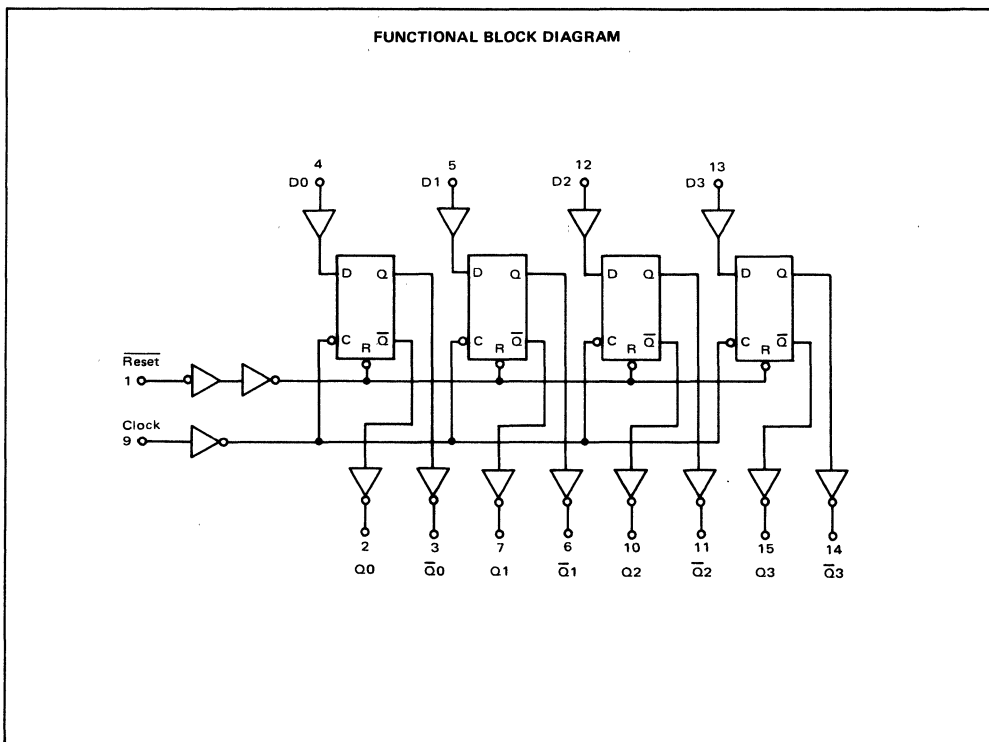 FUNCTIONAL BLOCK DIAGRAM
4 5 12 13
D0 D1 D2 D3
D Q D Q D Q D Q
C R Q̅ C R Q̅ C R Q̅ C R Q̅
R̅e̅s̅e̅t̅
1
Clock
9
2 3 7 6 10 11 15 14
Q0 Q̅0 Q1 Q̅1 Q2 Q̅2 Q3 Q̅3